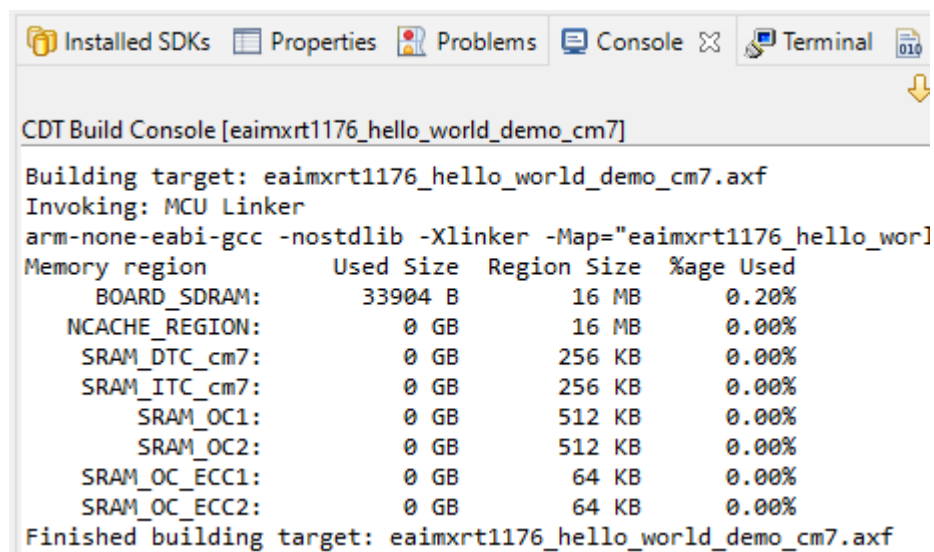 Installed SDKs Properties Problems Console Terminal 010
CDT Build Console [eaimxrt1176_hello_world_demo_cm7]
Building target: eaimxrt1176_hello_world_demo_cm7.axf
Invoking: MCU Linker
arm-none-eabi-gcc -nostdlib -Xlinker -Map="eaimxrt1176_hello_worl
Memory region Used Size Region Size %age Used
BOARD_SDRAM: 33904 B 16 MB 0.20%
NCACHE_REGION: 0 GB 16 MB 0.00%
SRAM_DTC_cm7: 0 GB 256 KB 0.00%
SRAM_ITC_cm7: 0 GB 256 KB 0.00%
SRAM_OC1: 0 GB 512 KB 0.00%
SRAM_OC2: 0 GB 512 KB 0.00%
SRAM_OC_ECC1: 0 GB 64 KB 0.00%
SRAM_OC_ECC2: 0 GB 64 KB 0.00%
Finished building target: eaimxrt1176_hello_world_demo_cm7.axf